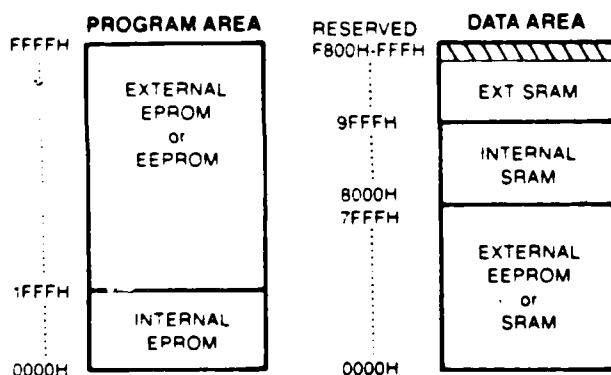 PROGRAM AREA
FFFFH
EXTERNAL
EPROM
or
EEPROM
1FFFH
INTERNAL
EPROM
0000H
DATA AREA
RESERVED
F800H-FFFH
EXT SRAM
9FFFH
INTERNAL
SRAM
8000H
7FFFH
EXTERNAL
EEPROM
or
SRAM
0000H